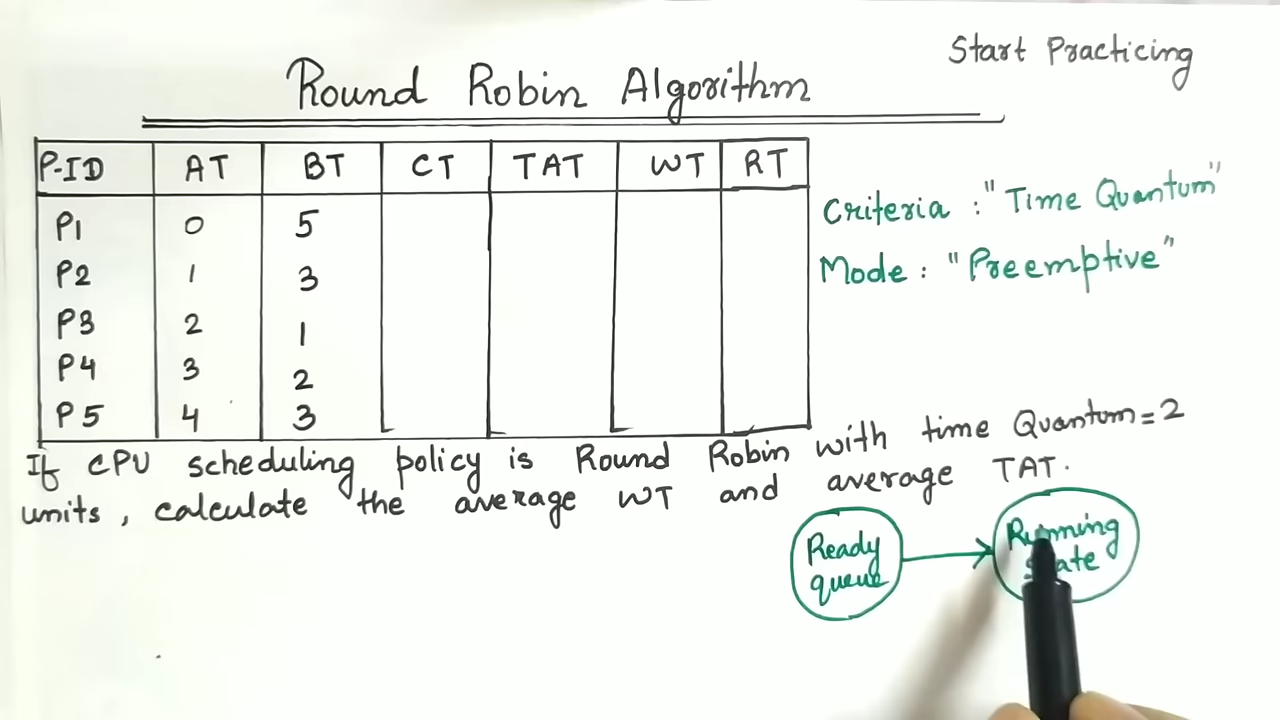 Start Practicing
Round Robin Algorithm
P-ID AT BT CT TAT WT RT
P1 0 5
P2 1 3
P3 2 1
P4 3 2
P5 4 3
Criteria : "Time Quantum"
Mode : "Preemptive"
If CPU scheduling policy is Round Robin with time Quantum = 2
units, calculate the average WT and average TAT.
Ready
queue
Running
state